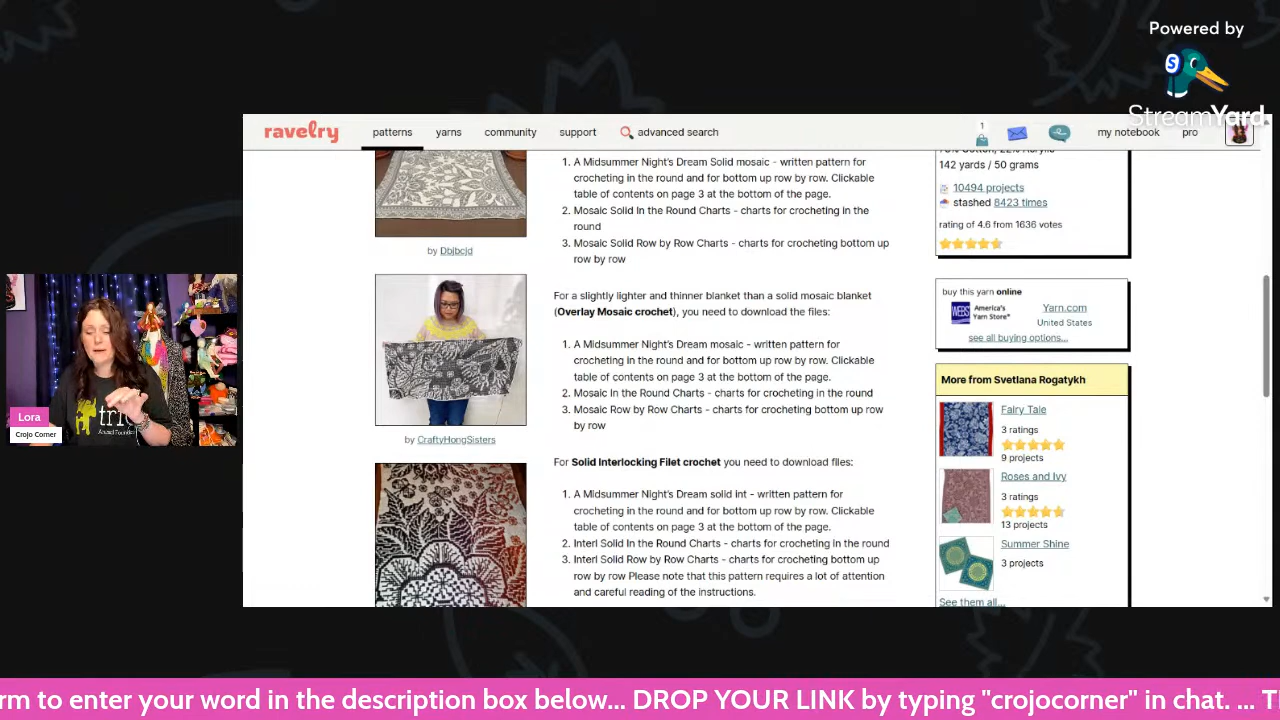 Powered by
StreamYard
ravelry
patterns
yarns
community
support
advanced search
1
my notebook
pro
142 yards / 50 grams
10494 projects
stashed 8423 times
rating of 4.6 from 1636 votes
buy this yarn online
WEBS America's Yarn Store
Yarn.com
United States
see all buying options...
More from Svetlana Rogatykh
Fairy Tale
3 ratings
9 projects
Roses and Ivy
3 ratings
13 projects
Summer Shine
3 projects
See them all...
by Dbjbcjd
by CraftyHongSisters
1. A Midsummer Night's Dream Solid mosaic - written pattern for
crocheting in the round and for bottom up row by row. Clickable
table of contents on page 3 at the bottom of the page.
2. Mosaic Solid In the Round Charts - charts for crocheting in the
round
3. Mosaic Solid Row by Row Charts - charts for crocheting bottom up
row by row
For a slightly lighter and thinner blanket than a solid mosaic blanket
(Overlay Mosaic crochet), you need to download the files:
1. A Midsummer Night's Dream mosaic - written pattern for
crocheting in the round and for bottom up row by row. Clickable
table of contents on page 3 at the bottom of the page.
2. Mosaic In the Round Charts - charts for crocheting in the round
3. Mosaic Row by Row Charts - charts for crocheting bottom up row
by row
For Solid Interlocking Filet crochet you need to download files:
1. A Midsummer Night's Dream solid int - written pattern for
crocheting in the round and for bottom up row by row. Clickable
table of contents on page 3 at the bottom of the page.
2. Interl Solid In the Round Charts - charts for crocheting in the round
3. Interl Solid Row by Row Charts - charts for crocheting bottom up
row by row Please note that this pattern requires a lot of attention
and careful reading of the instructions.
Lora
Crojo Corner
rm to enter your word in the description box below... DROP YOUR LINK by typing "crojocorner" in chat. ... T